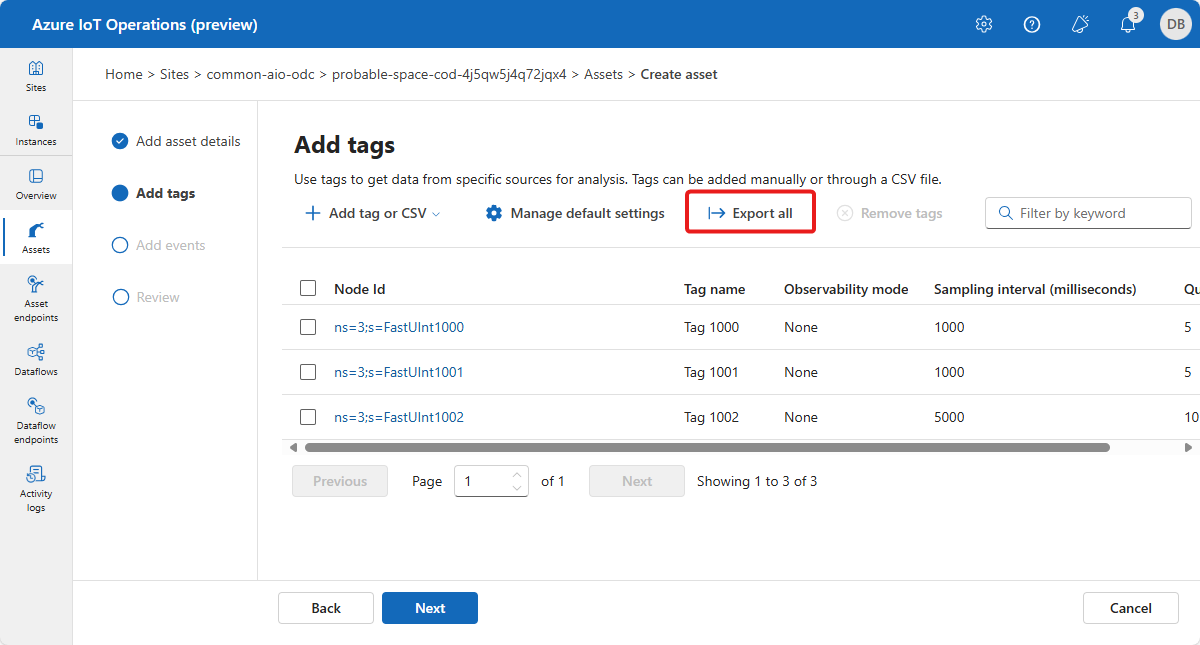 Azure IoT Operations (preview)
3
DB
Sites
Instances
Overview
Assets
Asset
endpoints
Dataflows
Dataflow
endpoints
Activity
logs
Home > Sites > common-aio-odc > probable-space-cod-4j5qw5j4q72jqx4 > Assets > Create asset
Add asset details
Add tags
Add events
Review
Add tags
Use tags to get data from specific sources for analysis. Tags can be added manually or through a CSV file.
Add tag or CSV Manage default settings Export all Remove tags Filter by keyword
Node Id Tag name Observability mode Sampling interval (milliseconds) Qu
ns=3;s=FastUInt1000 Tag 1000 None 1000 5
ns=3;s=FastUInt1001 Tag 1001 None 1000 5
ns=3;s=FastUInt1002 Tag 1002 None 5000 10
Previous Page 1 of 1 Next Showing 1 to 3 of 3
Back Next Cancel